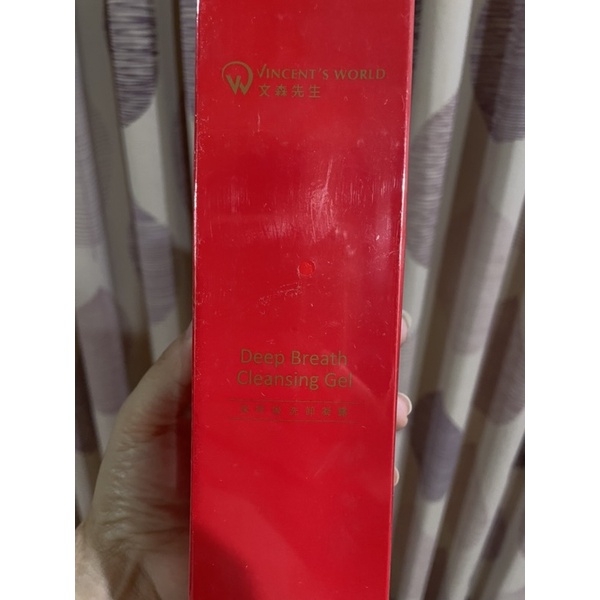 VINCENT'S WORLD
文森先生
Deep Breath
Cleansing Gel